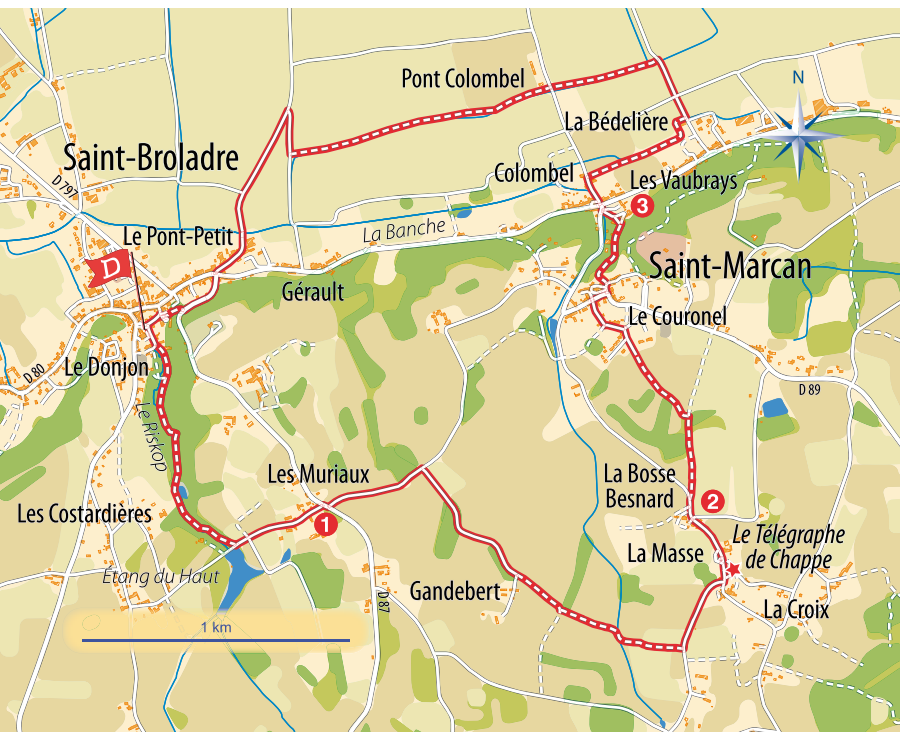 Pont Colombel
N
La Bédelière
Saint-Broladre
Colombel
Les Vaubrays
D 797
3
La Banche
Le Pont-Petit
D
Saint-Marcan
Gérault
Le Couronel
Le Donjon
D 80
D 89
Le Riskop
Les Muriaux
La Bosse
Besnard
2
Les Costardières
1
Le Télégraphe
de Chappe
La Masse
Étang du Haut
Gandebert
D 87
La Croix
1 km